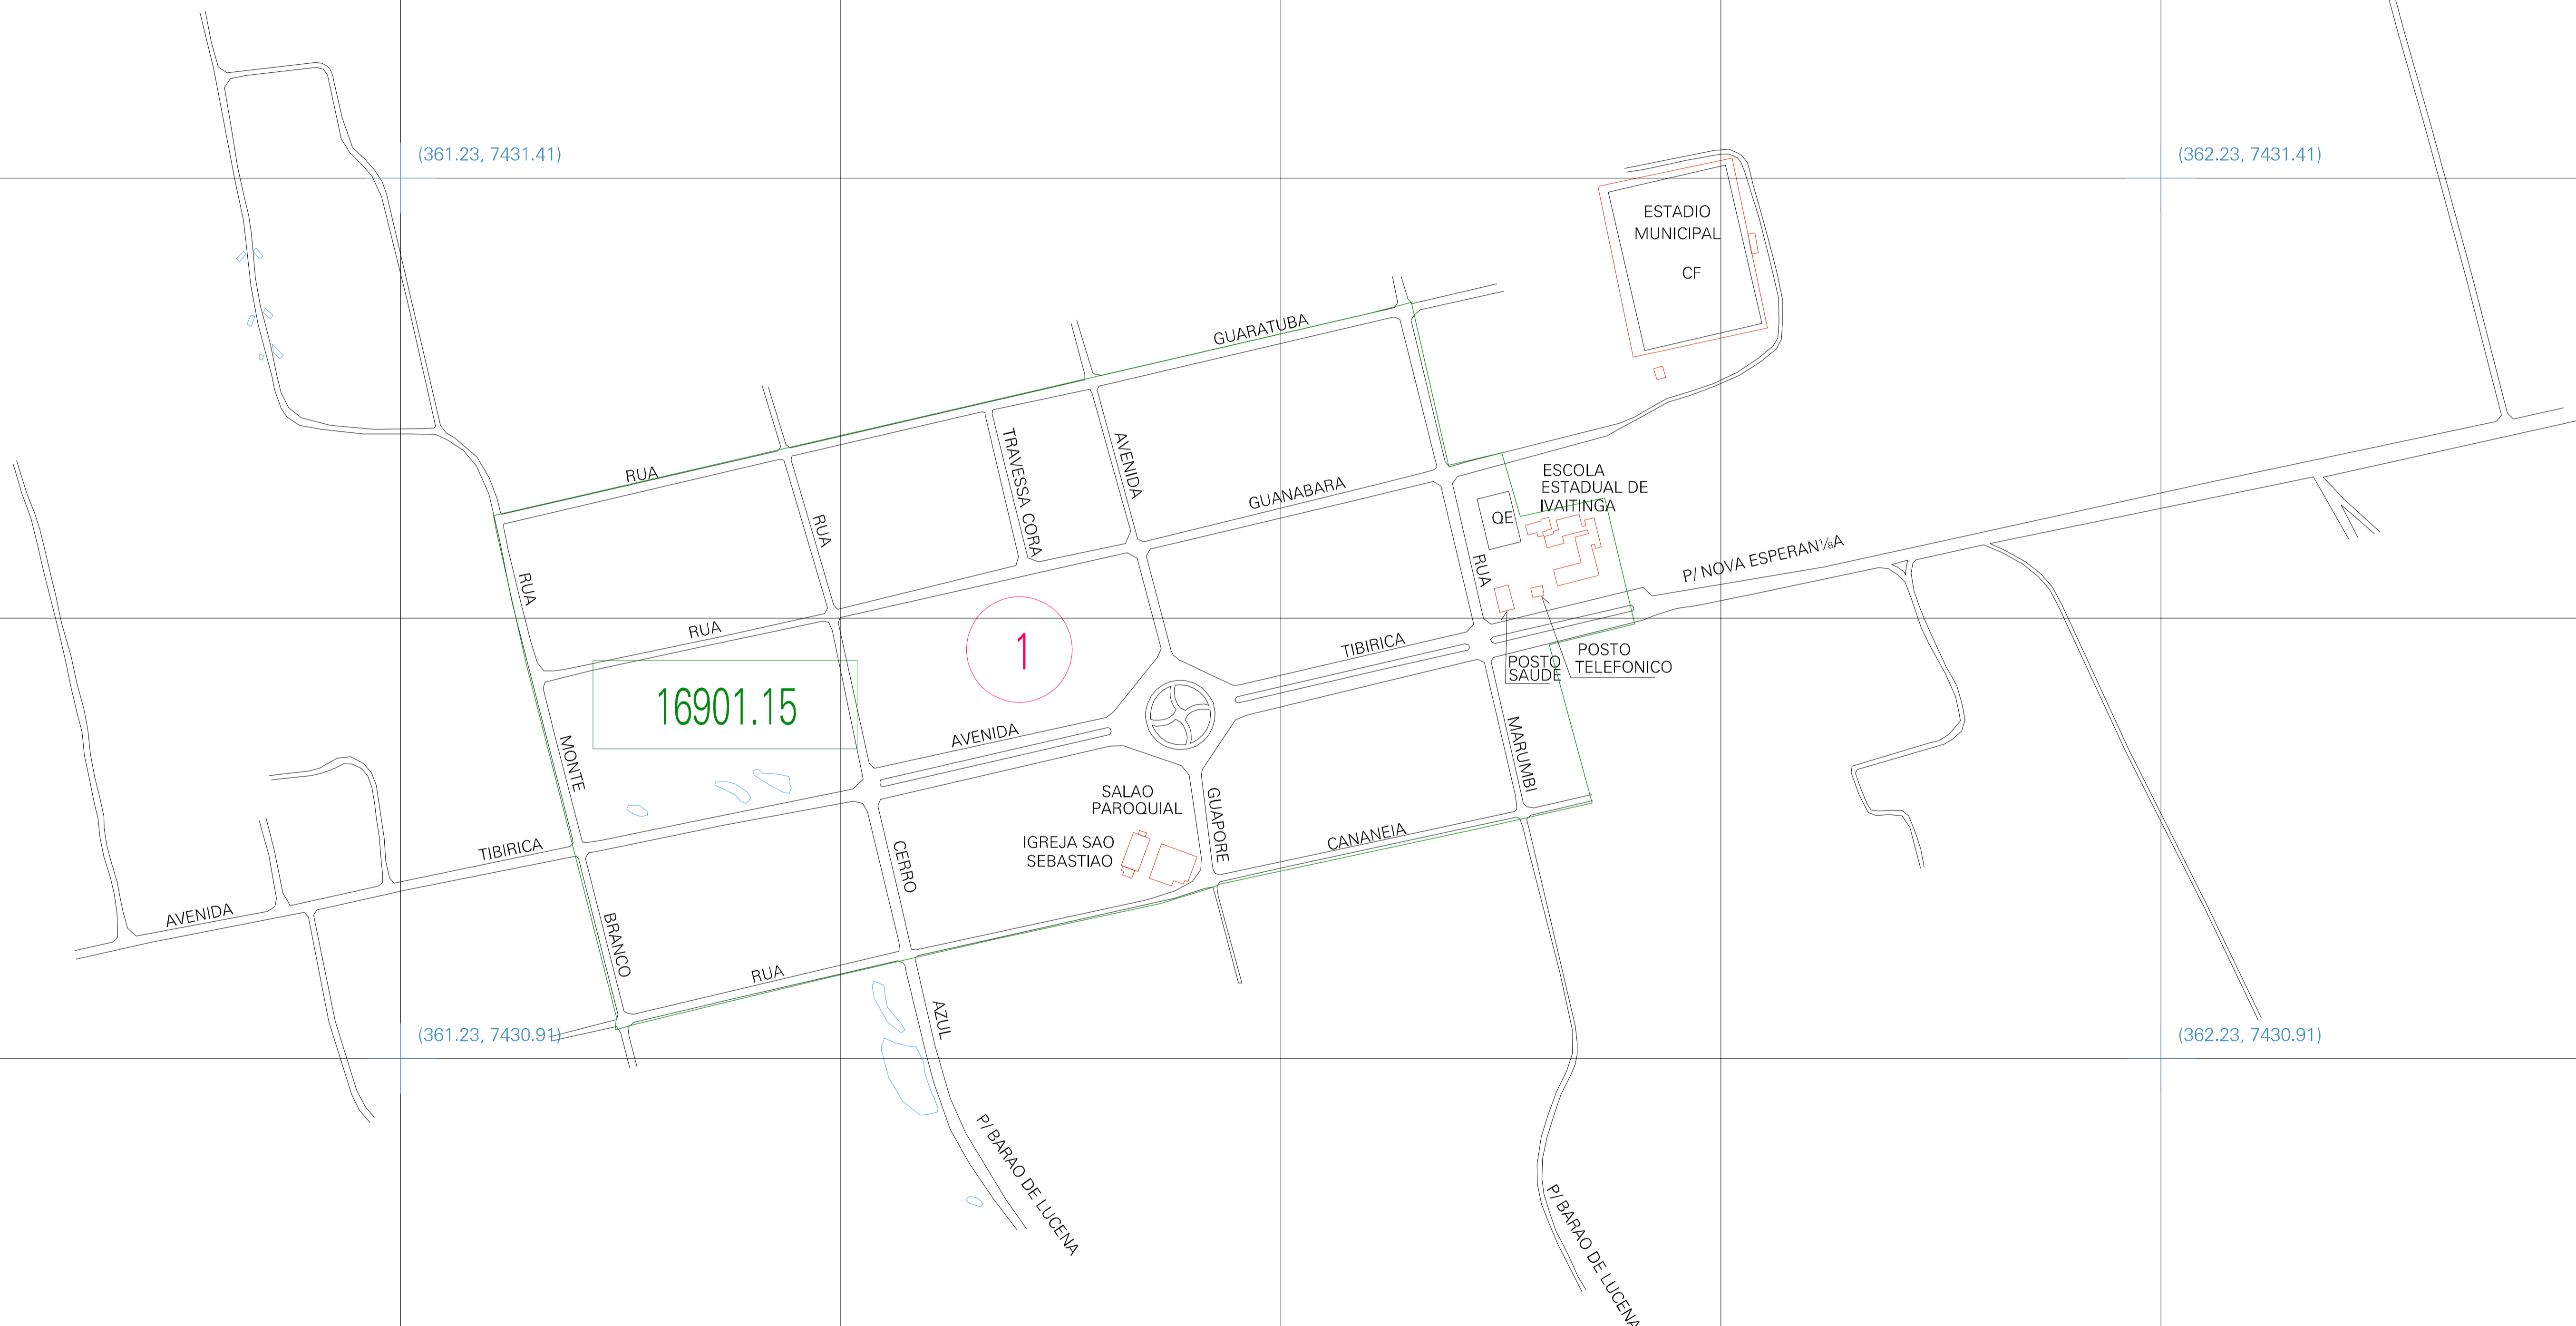 (361.23, 7431.41)
(362.23, 7431.41)
ESTADIO
MUNICIPAL
CF
GUARATUBA
RUA
RUA
TRAVESSA CORA
AVENIDA
GUANABARA
ESCOLA
ESTADUAL DE
IVAITINGA
QE
RUA
RUA
P/ NOVA ESPERAN⅛A
RUA
1
TIBIRICA
POSTO
SAUDE
POSTO
TELEFONICO
16901.15
AVENIDA
MONTE
MARUMBI
SALAO
PAROQUIAL
GUAPORE
IGREJA SAO
SEBASTIAO
CANANEIA
TIBIRICA
CERRO
AVENIDA
BRANCO
RUA
AZUL
(361.23, 7430.91)
(362.23, 7430.91)
P/ BARAO DE LUCENA
P/ BARAO DE LUCENA